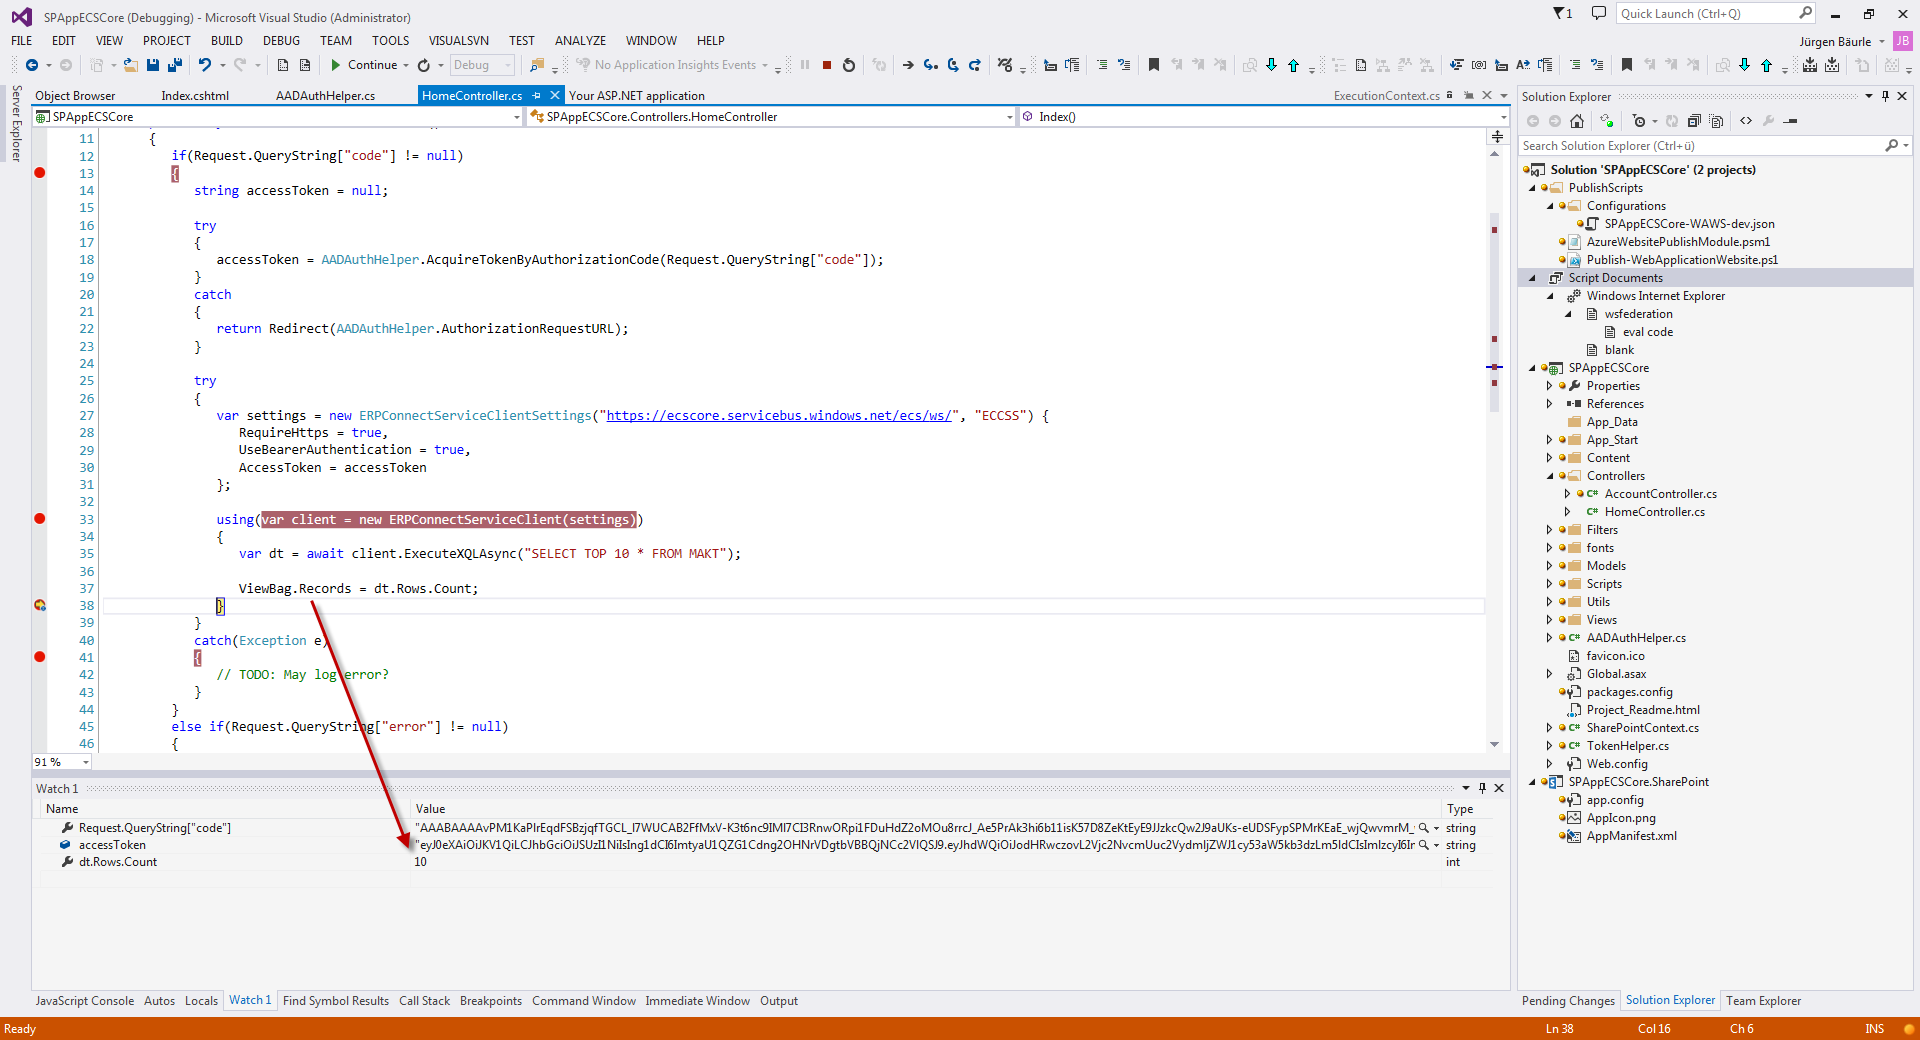 SPAppECSCore (Debugging) - Microsoft Visual Studio (Administrator)
1
Quick Launch (Ctrl+Q)
FILE EDIT VIEW PROJECT BUILD DEBUG TEAM TOOLS VISUALSVN TEST ANALYZE WINDOW HELP
Jürgen Bäurle JB
Continue Debug No Application Insights Events
Server Explorer
Object Browser Index.cshtml AADAuthHelper.cs HomeController.cs Your ASP.NET application ExecutionContext.cs
SPAppECSCore SPAppECSCore.Controllers.HomeController Index()
11 {
12 if(Request.QueryString["code"] != null)
13 {
14 string accessToken = null;
15
16 try
17 {
18 accessToken = AADAuthHelper.AcquireTokenByAuthorizationCode(Request.QueryString["code"]);
19 }
20 catch
21 {
22 return Redirect(AADAuthHelper.AuthorizationRequestURL);
23 }
24
25 try
26 {
27 var settings = new ERPConnectServiceClientSettings("https://ecscore.servicebus.windows.net/ecs/ws/", "ECCSS") {
28 RequireHttps = true,
29 UseBearerAuthentication = true,
30 AccessToken = accessToken
31 };
32
33 using(var client = new ERPConnectServiceClient(settings))
34 {
35 var dt = await client.ExecuteXQLAsync("SELECT TOP 10 * FROM MAKT");
36
37 ViewBag.Records = dt.Rows.Count;
38 }
39 }
40 catch(Exception e)
41 {
42 // TODO: May log error?
43 }
44 }
45 else if(Request.QueryString["error"] != null)
46 {
91 %
Watch 1
Name Value Type
Request.QueryString["code"] string
accessToken string
dt.Rows.Count 10 int
JavaScript Console Autos Locals Watch 1 Find Symbol Results Call Stack Breakpoints Command Window Immediate Window Output
Solution Explorer
Search Solution Explorer (Ctrl+ü)
Solution 'SPAppECSCore' (2 projects)
PublishScripts
Configurations
SPAppECSCore-WAWS-dev.json
AzureWebsitePublishModule.psm1
Publish-WebApplicationWebsite.ps1
Script Documents
Windows Internet Explorer
wsfederation
eval code
blank
SPAppECSCore
Properties
References
App_Data
App_Start
Content
Controllers
C# AccountController.cs
C# HomeController.cs
Filters
fonts
Models
Scripts
Utils
Views
C# AADAuthHelper.cs
favicon.ico
Global.asax
packages.config
Project_Readme.html
C# SharePointContext.cs
C# TokenHelper.cs
Web.config
SPAppECSCore.SharePoint
app.config
AppIcon.png
AppManifest.xml
Pending Changes Solution Explorer Team Explorer
Ready Ln 38 Col 16 Ch 6 INS